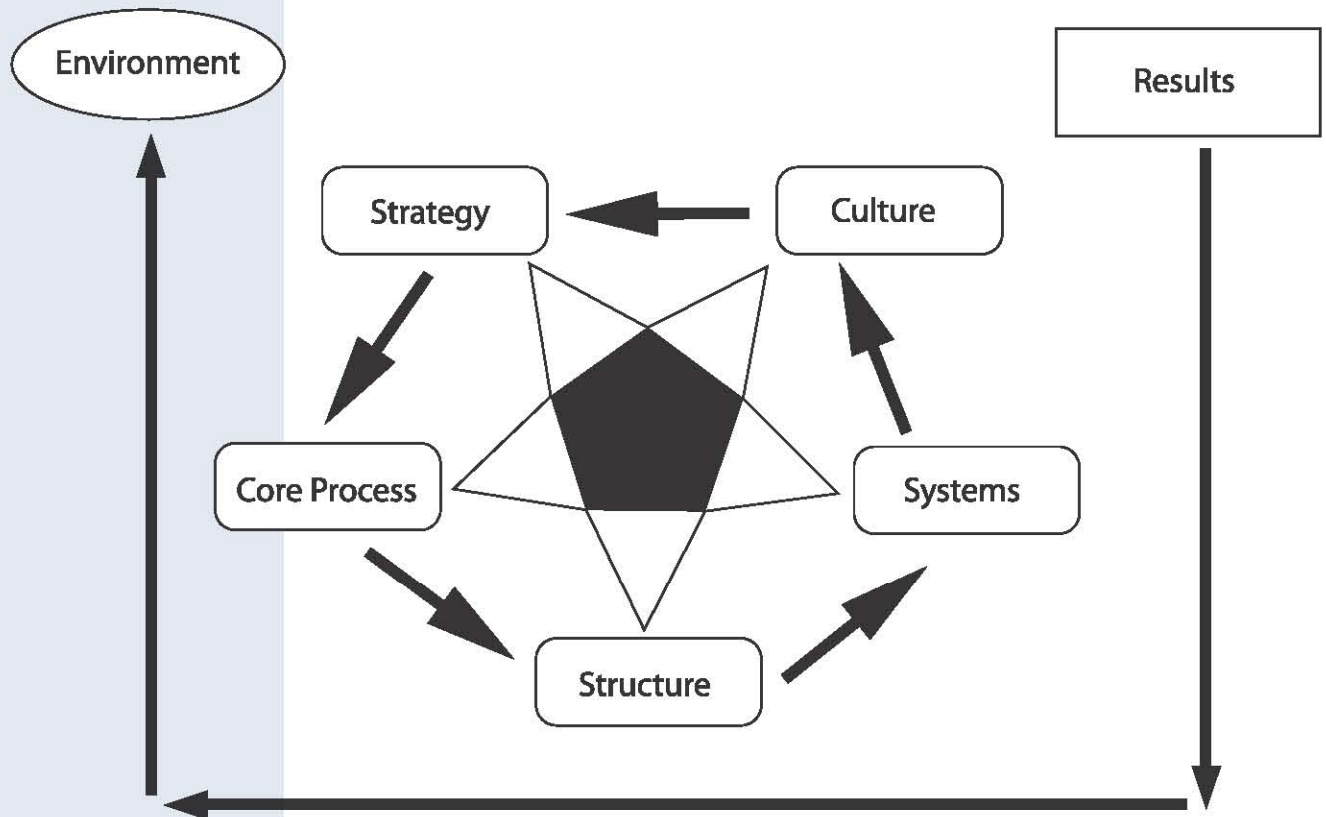 Environment
Results
Strategy
Culture
Core Process
Systems
Structure